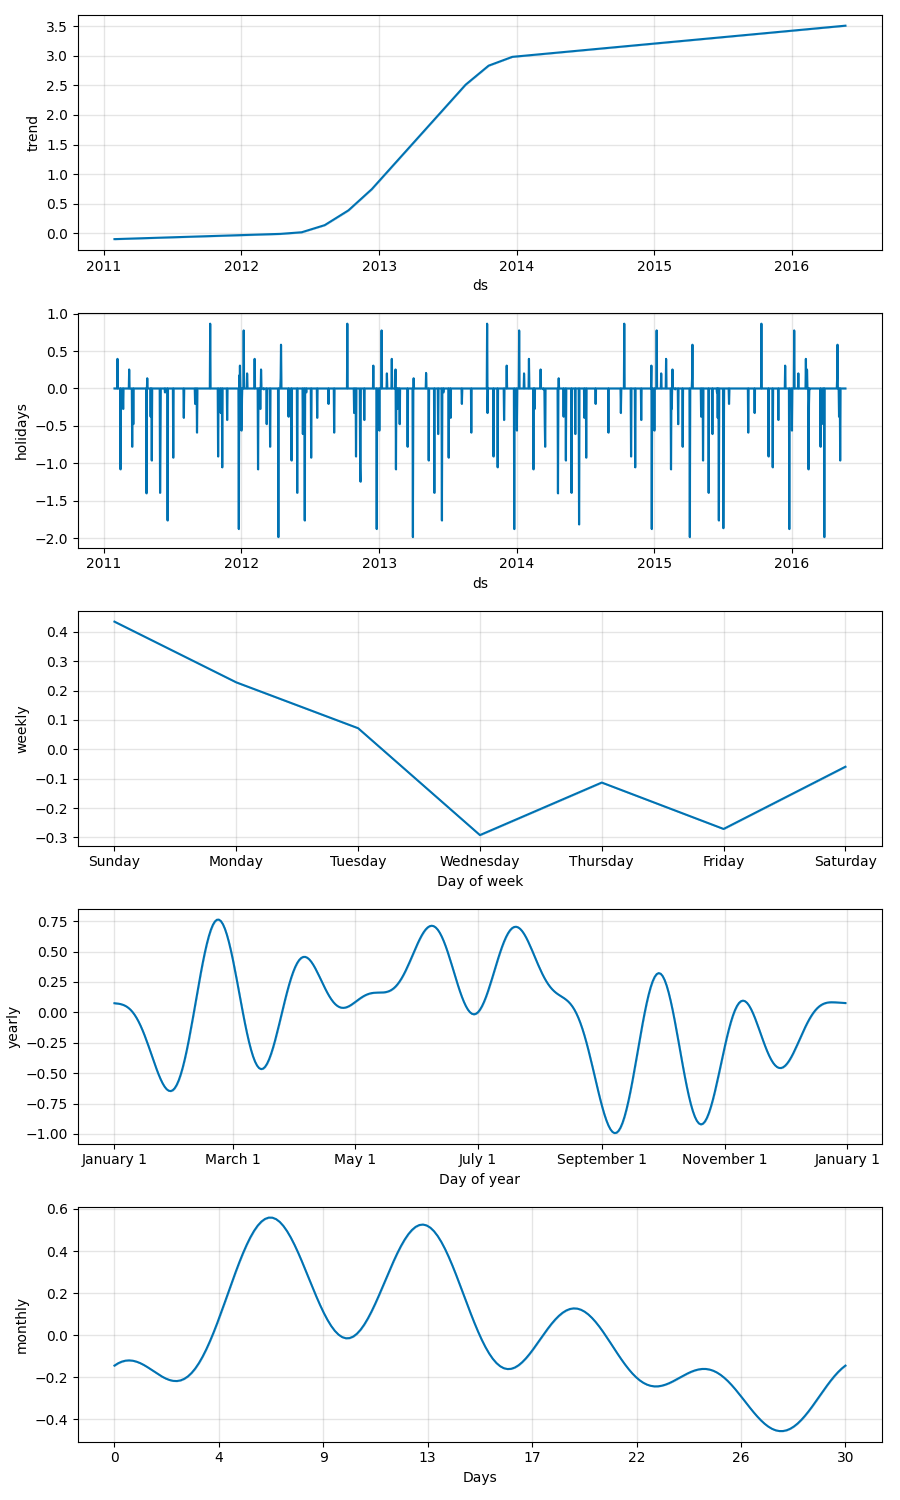 3.5
3.0
2.5
2.0
1.5
1.0
0.5
0.0
trend
2011 2012 2013 2014 2015 2016
ds
1.0
0.5
0.0
−0.5
−1.0
−1.5
−2.0
holidays
2011 2012 2013 2014 2015 2016
ds
0.4
0.3
0.2
0.1
0.0
−0.1
−0.2
−0.3
weekly
Sunday Monday Tuesday Wednesday Thursday Friday Saturday
Day of week
0.75
0.50
0.25
0.00
−0.25
−0.50
−0.75
−1.00
yearly
January 1 March 1 May 1 July 1 September 1 November 1 January 1
Day of year
0.6
0.4
0.2
0.0
−0.2
−0.4
monthly
0 4 9 13 17 22 26 30
Days